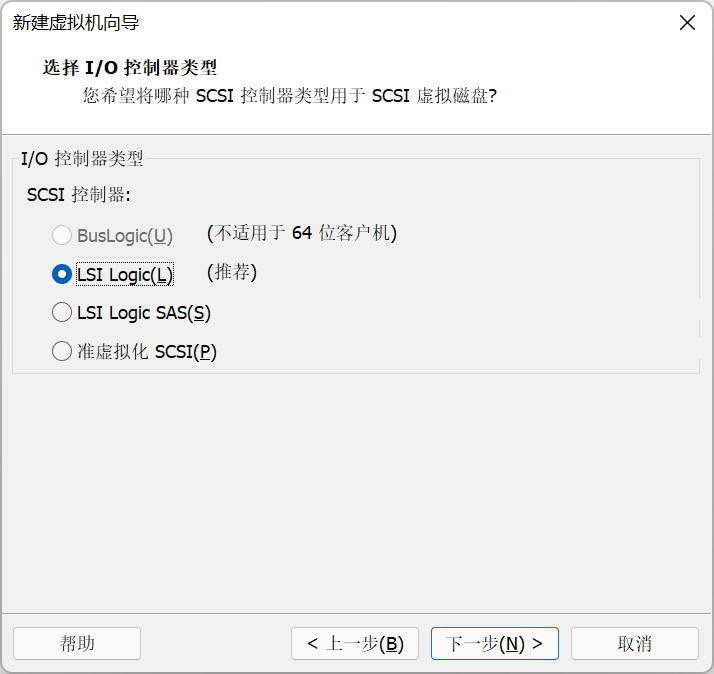 新建虚拟机向导
选择 I/O 控制器类型
您希望将哪种 SCSI 控制器类型用于 SCSI 虚拟磁盘?
I/O 控制器类型
SCSI 控制器:
BusLogic(U) (不适用于 64 位客户机)
LSI Logic(L) (推荐)
LSI Logic SAS(S)
准虚拟化 SCSI(P)
帮助 < 上一步(B) 下一步(N) > 取消